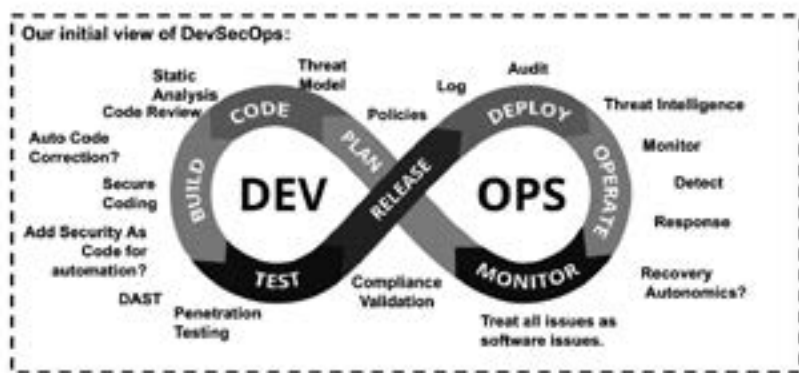 Our initial view of DevSecOps:
Static
Analysis
Code Review
Threat
Model
Policies
Log
Audit
Threat Intelligence
Auto Code
Correction?
Secure
Coding
Add Security As
Code for
automation?
DAST
Penetration
Testing
Compliance
Validation
Monitor
Detect
Response
Recovery
Autonomics?
Treat all issues as
software issues.
CODE
BUILD
PLAN
TEST
RELEASE
DEPLOY
OPERATE
MONITOR
DEV
OPS